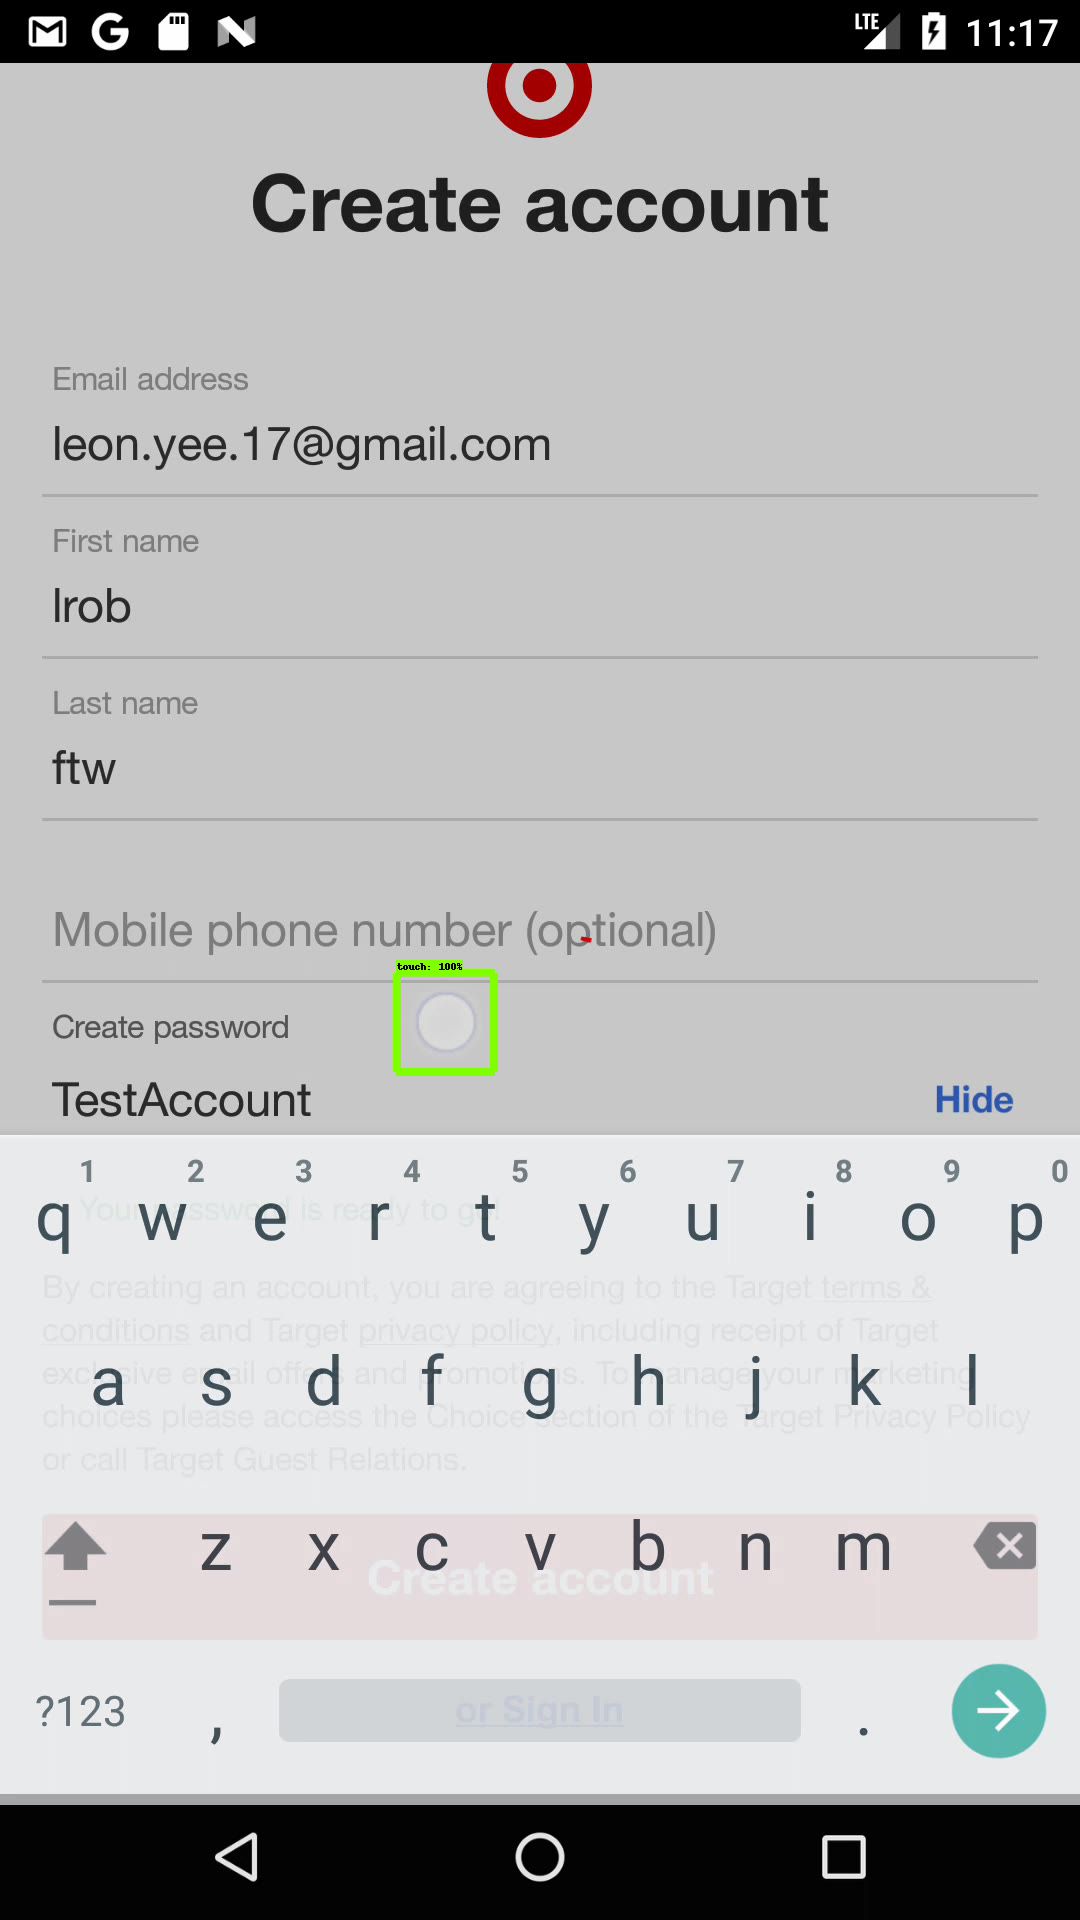 LTE 11:17
Create account
Email address
leon.yee.17@gmail.com
First name
Irob
Last name
ftw
Mobile phone number (optional)
touch: 100%
Create password
TestAccount Hide
1 2 3 4 5 6 7 8 9 0
q w e r t y u i o p
Your password is ready to go!
By creating an account, you are agreeing to the Target terms &
conditions and Target privacy policy, including receipt of Target
a s d f g h j k l
exclusive email offers and promotions. To manage your marketing
choices please access the Choice section of the Target Privacy Policy
or call Target Guest Relations.
z x c v b n m
Create account
?123 , or Sign In .